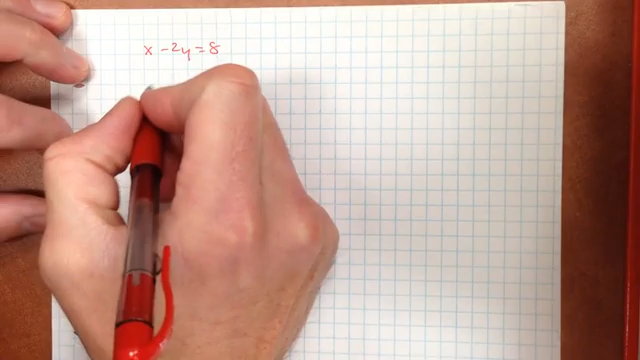 x - 2y = 8